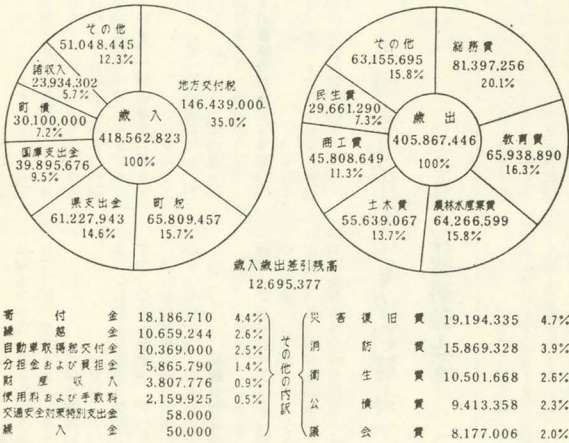 その他
51,048,445
12.3%
諸収入
23,934,302
5.7%
町債
30,100,000
7.2%
国庫支出金
39,895,676
9.5%
県支出金
61,227,943
14.6%
町税
65,809,457
15.7%
地方交付税
146,439,000
35.0%
歳入
418,562,823
100%
その他
63,155,695
15.8%
民生費
29,661,290
7.3%
商工費
45,808,649
11.3%
土木費
55,639,067
13.7%
農林水産業費
64,266,599
15.8%
教育費
65,938,890
16.3%
総務費
81,397,256
20.1%
歳出
405,867,446
100%
歳入歳出差引残高
12,695,377
寄付金 18,186,710 4.4%
繰越金 10,659,244 2.6%
自動車取得税交付金 10,369,000 2.5%
分担金および負担金 5,865,790 1.4%
財産収入 3,807,776 0.9%
使用料および手数料 2,159,925 0.5%
交通安全対策特別支出金 58,000
繰入金 50,000
その他の内訳
災害復旧費 19,194,335 4.7%
消防費 15,869,328 3.9%
衛生費 10,501,668 2.6%
公債費 9,413,358 2.3%
議会費 8,177,006 2.0%